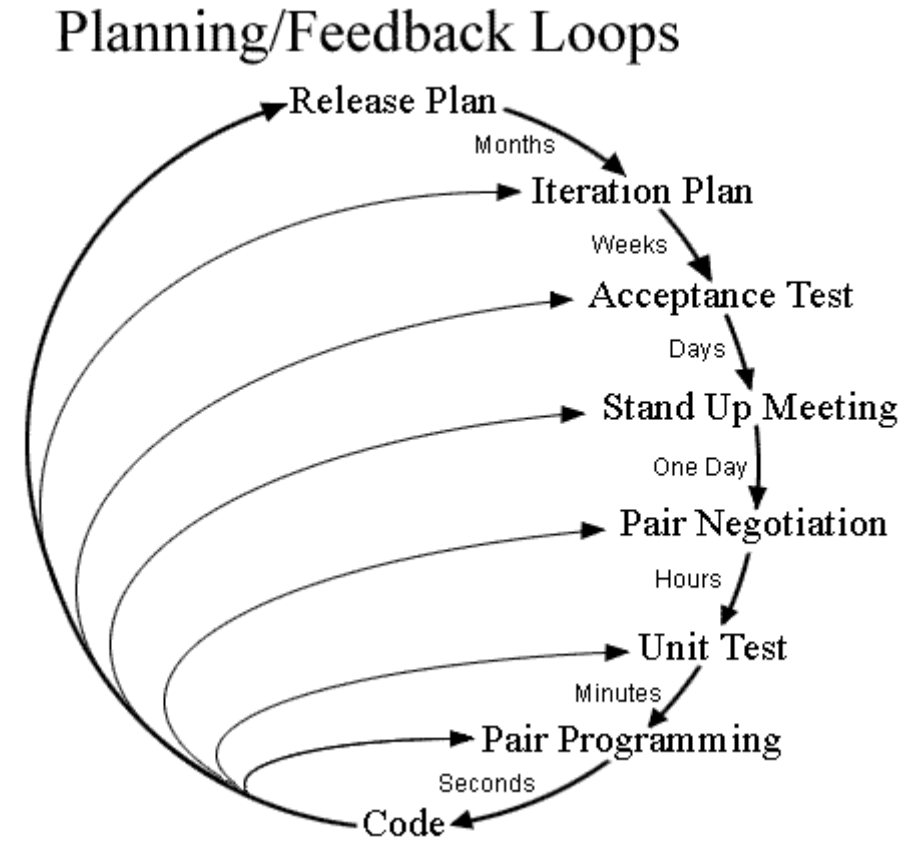 Planning/Feedback Loops
Release Plan
Months
Iteration Plan
Weeks
Acceptance Test
Days
Stand Up Meeting
One Day
Pair Negotiation
Hours
Unit Test
Minutes
Pair Programming
Seconds
Code